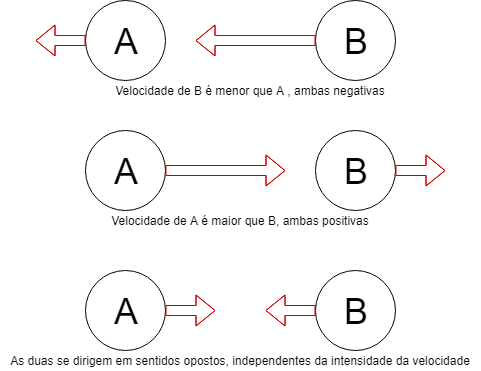 A B
Velocidade de B é menor que A , ambas negativas
A B
Velocidade de A é maior que B, ambas positivas
A B
As duas se dirigem em sentidos opostos, independentes da intensidade da velocidade